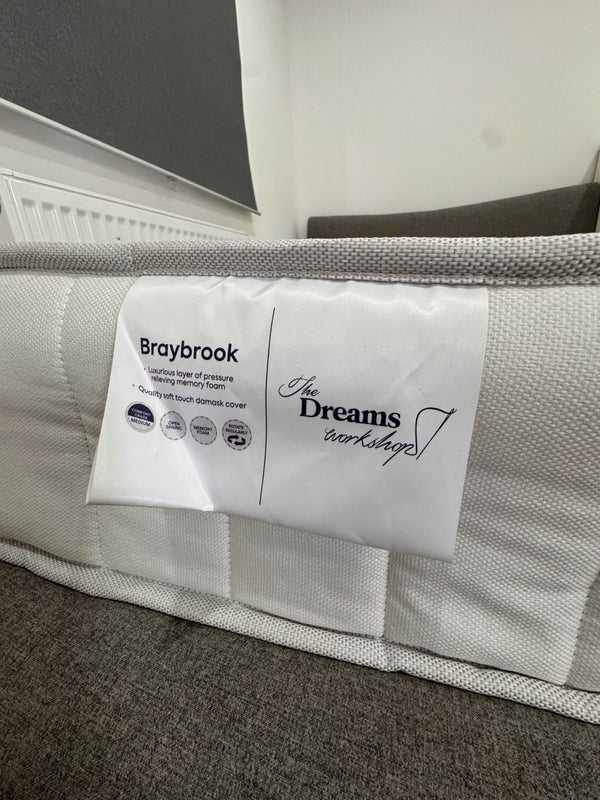 Braybrook
• Luxurious layer of pressure
relieving memory foam
• Quality soft touch damask cover
COMFORT
GRADE
MEDIUM
OPEN
SPRING
MEMORY
FOAM
ROTATE
REGULARLY
The
Dreams
workshop